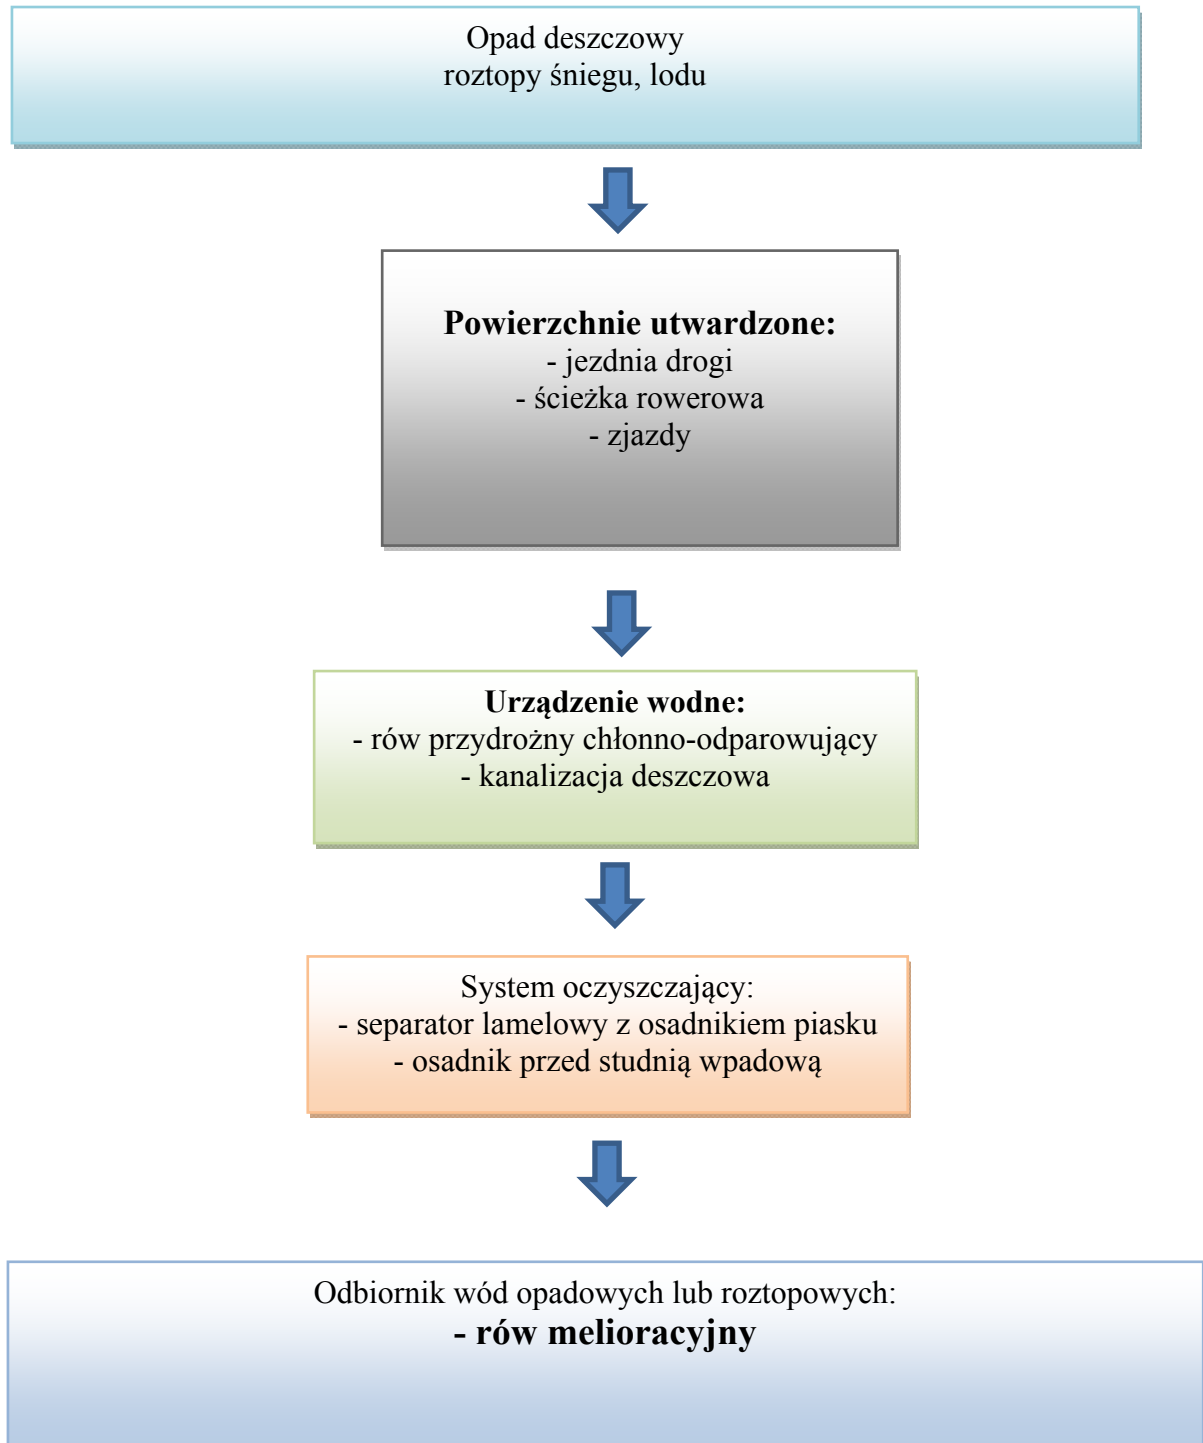 Opad deszczowy
roztopy śniegu, lodu
Powierzchnie utwardzone:
- jezdnia drogi
- ścieżka rowerowa
- zjazdy
Urządzenie wodne:
- rów przydrożny chłonno-odparowujący
- kanalizacja deszczowa
System oczyszczający:
- separator lamelowy z osadnikiem piasku
- osadnik przed studnią wpadową
Odbiornik wód opadowych lub roztopowych:
- rów melioracyjny